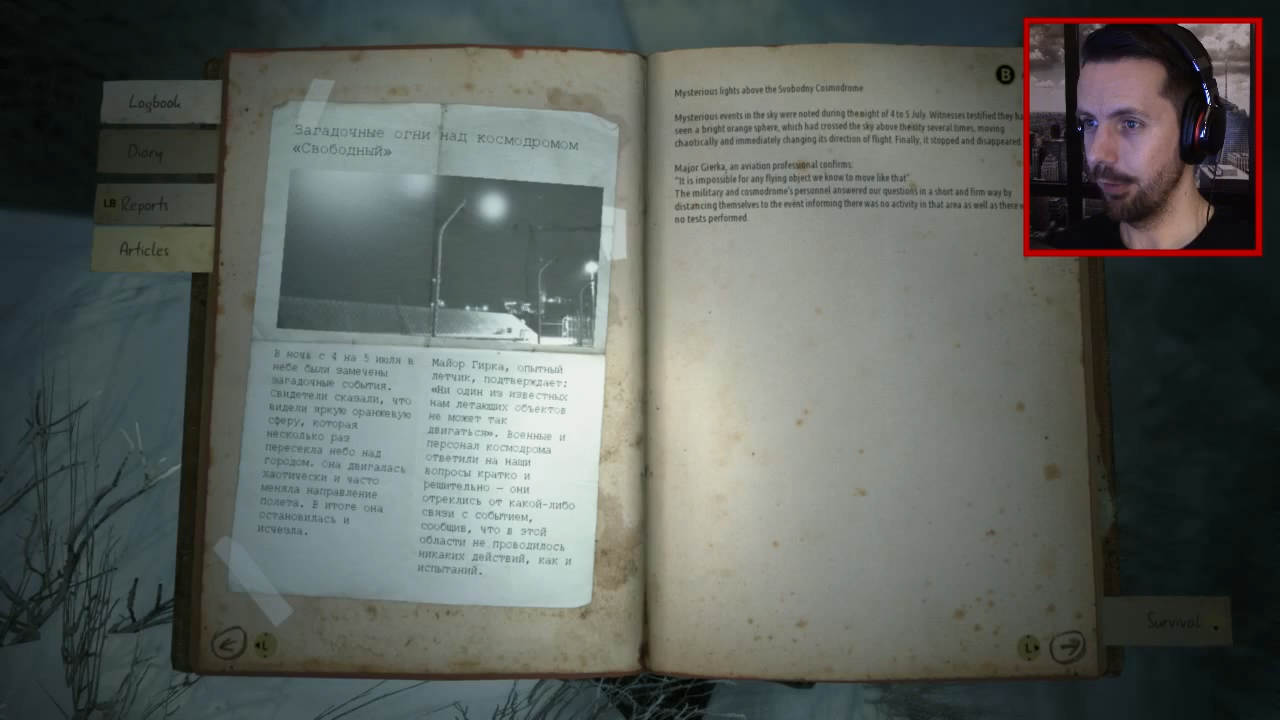 Logbook
Diary
LB Reports
Articles
Загадочные огни над космодромом
«Свободный»
В ночь с 4 на 5 июля в
небе были замечены
загадочные события.
Свидетели сказали, что
видели яркую оранжевую
сферу, которая
несколько раз
пересекла небо над
городом. Она двигалась
хаотически и часто
меняла направление
полета. В итоге она
остановилась и
исчезла.
Майор Гирка, опытный
летчик, подтверждает:
«Ни один из известных
нам летающих объектов
не может так
двигаться». Военные и
персонал космодрома
ответили на наши
вопросы кратко и
решительно — они
отреклись от какой-либо
связи с событием,
сообщив, что в этой
области не проводилось
никаких действий, как и
испытаний.
L
B
Mysterious lights above the Svobodny Cosmodrome
Mysterious events in the sky were noted during the night of 4 to 5 July. Witnesses testified they
seen a bright orange sphere, which had crossed the sky above the city several times, moving
chaotically and immediately changing its direction of flight. Finally, it stopped and disappeared
Major Gierka, an aviation professional confirms:
"It is impossible for any flying object we know to move like that".
The military and cosmodrome's personnel answered our questions in a short and firm way by
distancing themselves to the event informing there was no activity in that area as well as there
no tests performed.
L
Survival